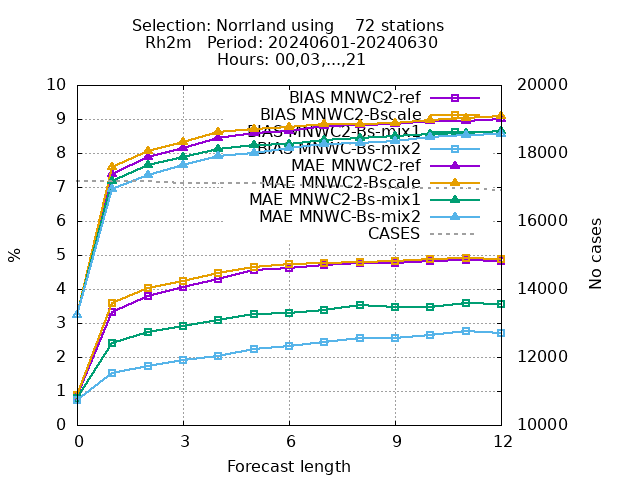 Selection: Norrland using    72 stations
Rh2m   Period: 20240601-20240630
Hours: 00,03,...,21
10
9
8
7
6
5
4
3
2
1
0
20000
18000
16000
14000
12000
10000
%
No cases
BIAS MNWC2-ref
BIAS MNWC2-Bscale
BIAS MNWC2-Bs-mix1
BIAS MNWC-Bs-mix2
MAE MNWC2-ref
MAE MNWC2-Bscale
MAE MNWC2-Bs-mix1
MAE MNWC-Bs-mix2
CASES
0 3 6 9 12
Forecast length